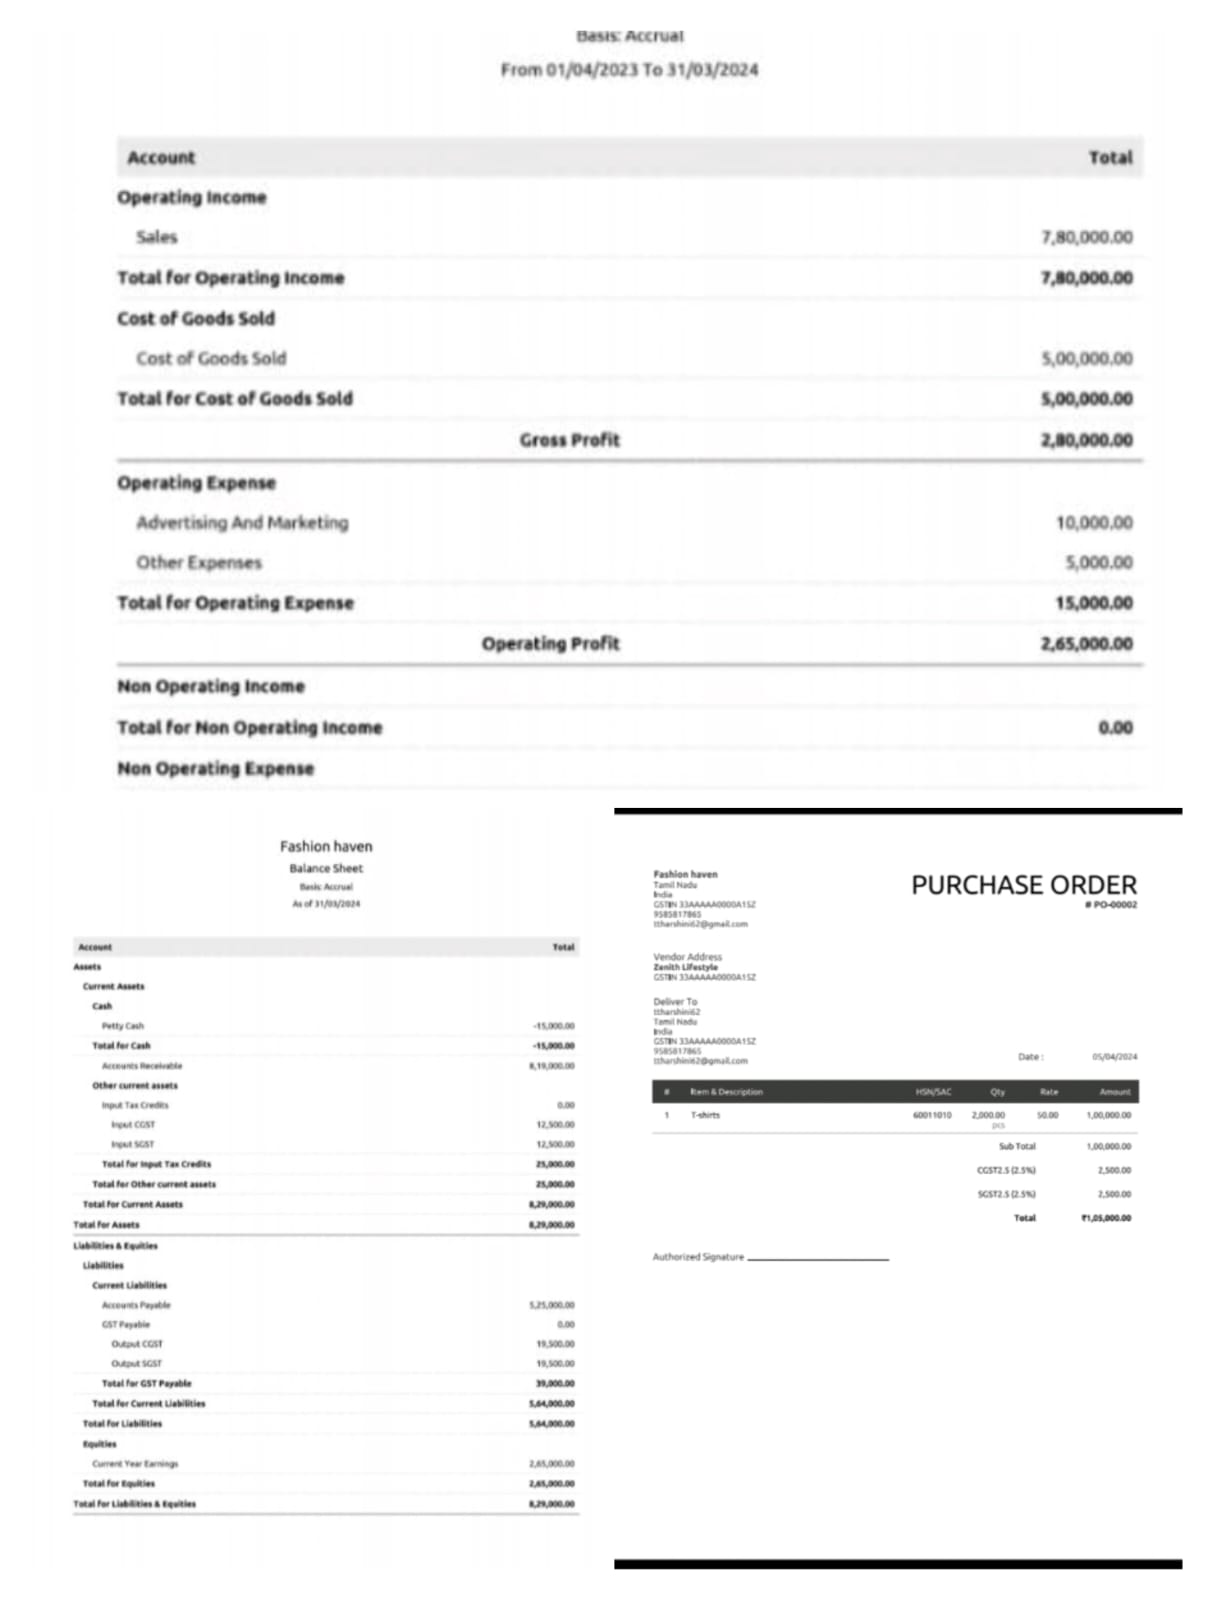 Basis: Accrual
From 01/04/2023 To 31/03/2024
Account Total
Operating Income
Sales 7,80,000.00
Total for Operating Income 7,80,000.00
Cost of Goods Sold
Cost of Goods Sold 5,00,000.00
Total for Cost of Goods Sold 5,00,000.00
Gross Profit 2,80,000.00
Operating Expense
Advertising And Marketing 10,000.00
Other Expenses 5,000.00
Total for Operating Expense 15,000.00
Operating Profit 2,65,000.00
Non Operating Income
Total for Non Operating Income 0.00
Non Operating Expense
Fashion haven
Balance Sheet
Basis: Accrual
As of 31/03/2024
Account Total
Assets
Current Assets
Cash
Petty Cash -15,000.00
Total for Cash -15,000.00
Accounts Receivable 8,19,000.00
Other current assets
Input Tax Credits 0.00
Input CGST 12,500.00
Input SGST 12,500.00
Total for Input Tax Credits 25,000.00
Total for Other current assets 25,000.00
Total for Current Assets 8,29,000.00
Total for Assets 8,29,000.00
Liabilities & Equities
Liabilities
Current Liabilities
Accounts Payable 5,25,000.00
GST Payable 0.00
Output CGST 19,500.00
Output SGST 19,500.00
Total for GST Payable 39,000.00
Total for Current Liabilities 5,64,000.00
Total for Liabilities 5,64,000.00
Equities
Current Year Earnings 2,65,000.00
Total for Equities 2,65,000.00
Total for Liabilities & Equities 8,29,000.00
Fashion haven
Tamil Nadu
India
GSTIN 33AAAAA0000A1SZ
9585817865
ttharshini62@gmail.com
PURCHASE ORDER
# PO-00002
Vendor Address
Zenith Lifestyle
GSTIN 33AAAAA0000A1SZ
Deliver To
ttharshini62
Tamil Nadu
India
GSTIN 33AAAAA0000A1SZ
9585817865
ttharshini62@gmail.com
Date : 05/04/2024
# Item & Description HSN/SAC Qty Rate Amount
1 T-shirts 60011010 2,000.00 50.00 1,00,000.00
pcs
Sub Total 1,00,000.00
CGST2.5 (2.5%) 2,500.00
SGST2.5 (2.5%) 2,500.00
Total ₹1,05,000.00
Authorized Signature